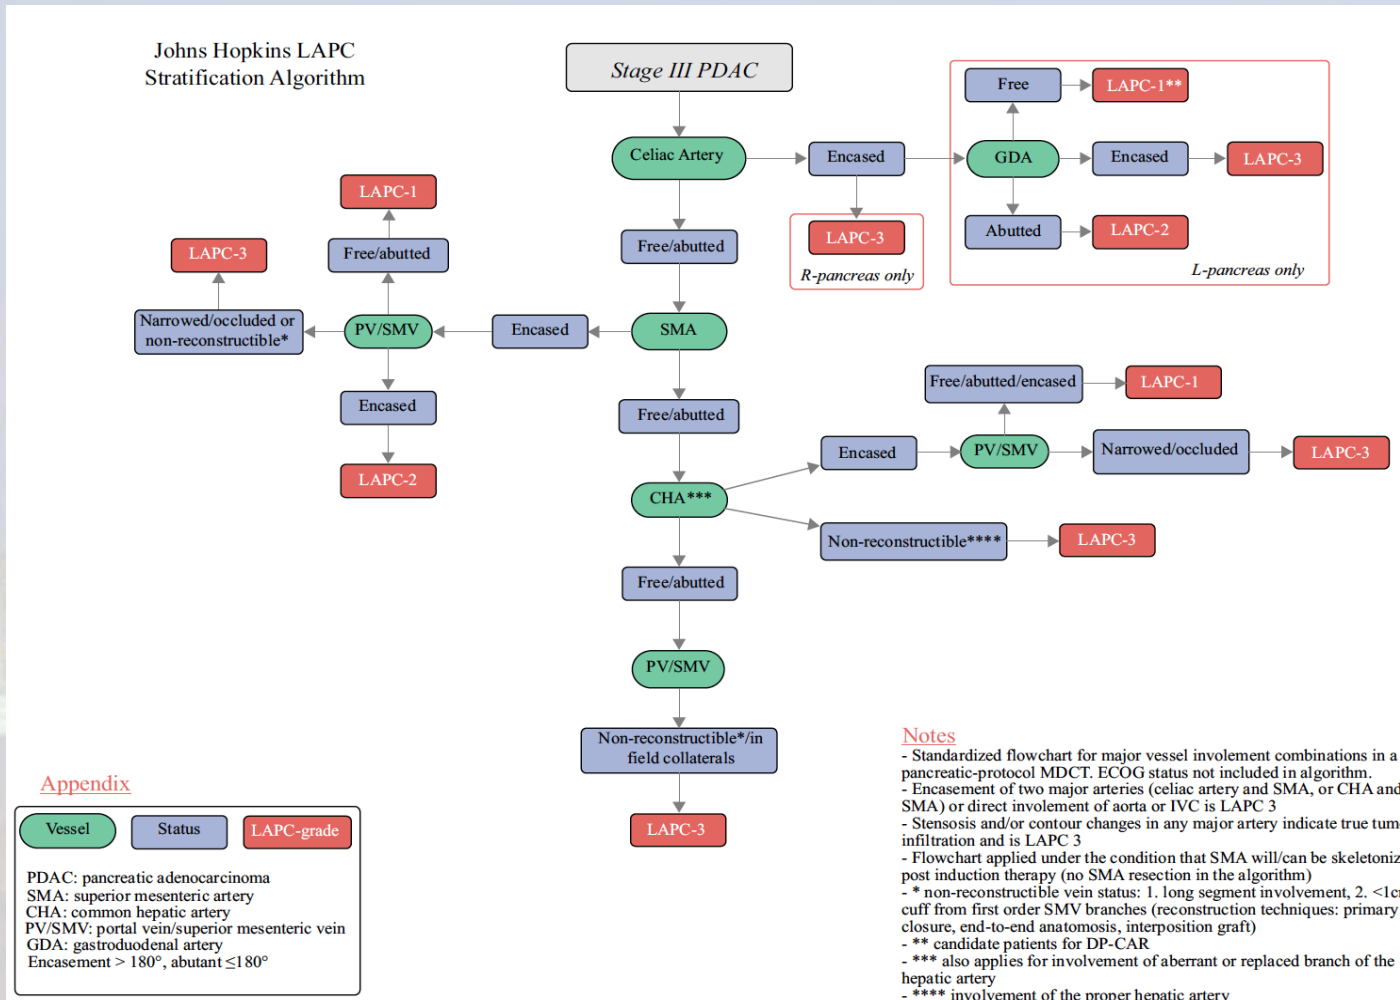 Johns Hopkins LAPC
Stratification Algorithm
Stage III PDAC
Celiac Artery
Encased
GDA
Free
LAPC-1**
Encased
LAPC-3
Abutted
LAPC-2
L-pancreas only
LAPC-3
R-pancreas only
Free/abutted
SMA
Encased
PV/SMV
Free/abutted
LAPC-1
Narrowed/occluded or
non-reconstructible*
LAPC-3
Encased
LAPC-2
Free/abutted
CHA***
Encased
PV/SMV
Free/abutted/encased
LAPC-1
Narrowed/occluded
LAPC-3
Non-reconstructible****
LAPC-3
Free/abutted
PV/SMV
Non-reconstructible*/in
field collaterals
LAPC-3
Appendix
Vessel
Status
LAPC-grade
PDAC: pancreatic adenocarcinoma
SMA: superior mesenteric artery
CHA: common hepatic artery
PV/SMV: portal vein/superior mesenteric vein
GDA: gastroduodenal artery
Encasement > 180°, abutant ≤180°
Notes
- Standardized flowchart for major vessel involement combinations in a
pancreatic-protocol MDCT. ECOG status not included in algorithm.
- Encasement of two major arteries (celiac artery and SMA, or CHA and
SMA) or direct involement of aorta or IVC is LAPC 3
- Stensosis and/or contour changes in any major artery indicate true
infiltration and is LAPC 3
- Flowchart applied under the condition that SMA will/can be
post induction therapy (no SMA resection in the algorithm)
- * non-reconstructible vein status: 1. long segment involvement, 2.
cuff from first order SMV branches (reconstruction techniques: primary
closure, end-to-end anatomosis, interposition graft)
- ** candidate patients for DP-CAR
- *** also applies for involvement of aberrant or replaced branch of the
hepatic artery
- **** involvement of the proper hepatic artery